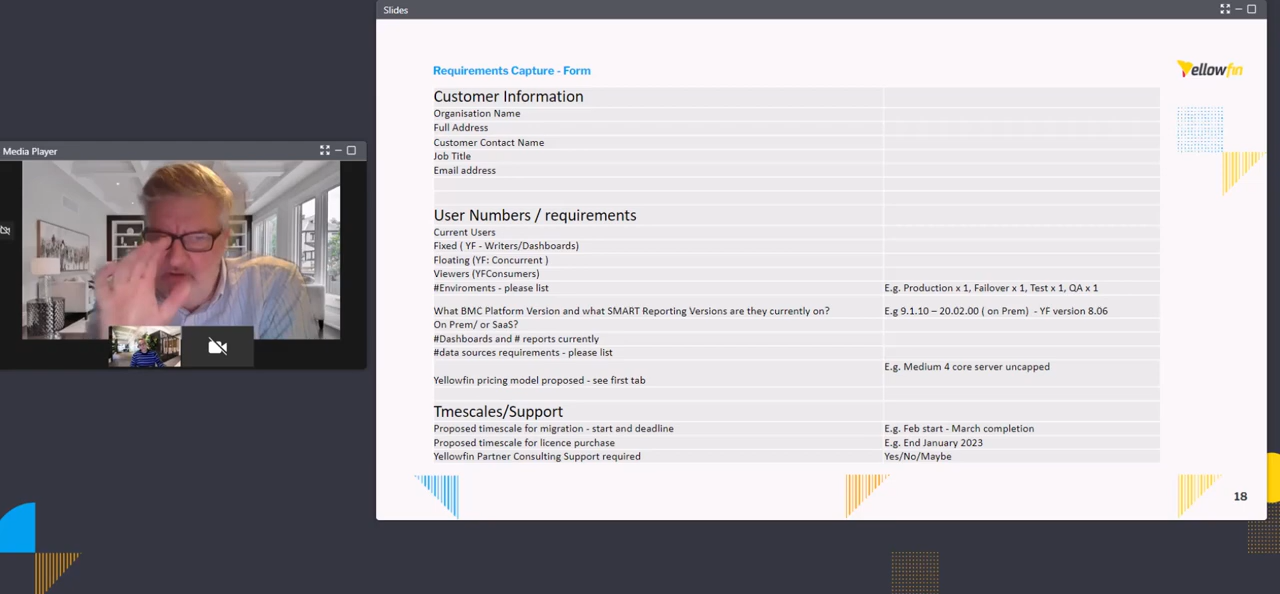 Slides
Requirements Capture - Form
Yellowfin
Customer Information
Organisation Name
Full Address
Customer Contact Name
Job Title
Email address
Media Player
User Numbers / requirements
Current Users
Fixed ( YF - Writers/Dashboards)
Floating (YF: Concurrent )
Viewers (YFConsumers)
#Enviroments - please list E.g. Production x 1, Failover x 1, Test x 1, QA x 1
What BMC Platform Version and what SMART Reporting Versions are they currently on? E.g 9.1.10 – 20.02.00 ( on Prem) - YF version 8.06
On Prem/ or SaaS?
#Dashboards and # reports currently
#data sources requirements - please list
E.g. Medium 4 core server uncapped
Yellowfin pricing model proposed - see first tab
Tmescales/Support
Proposed timescale for migration - start and deadline E.g. Feb start - March completion
Proposed timescale for licence purchase E.g. End January 2023
Yellowfin Partner Consulting Support required Yes/No/Maybe
18